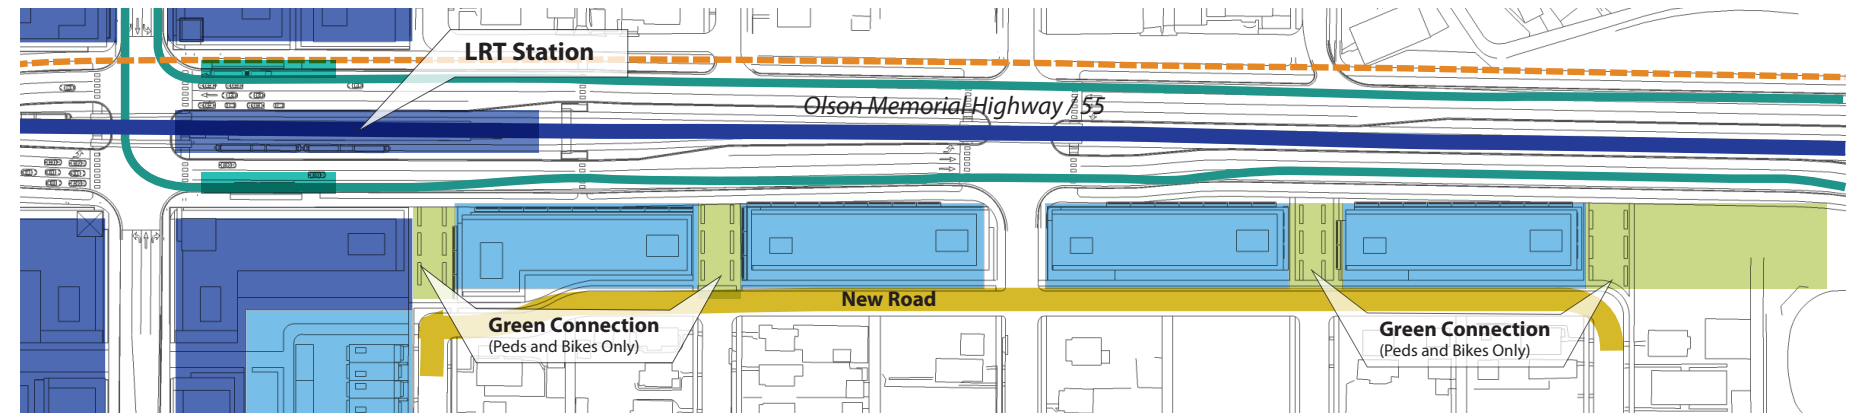 LRT Station
Olson Memorial Highway / 55
New Road
Green Connection
(Peds and Bikes Only)
Green Connection
(Peds and Bikes Only)